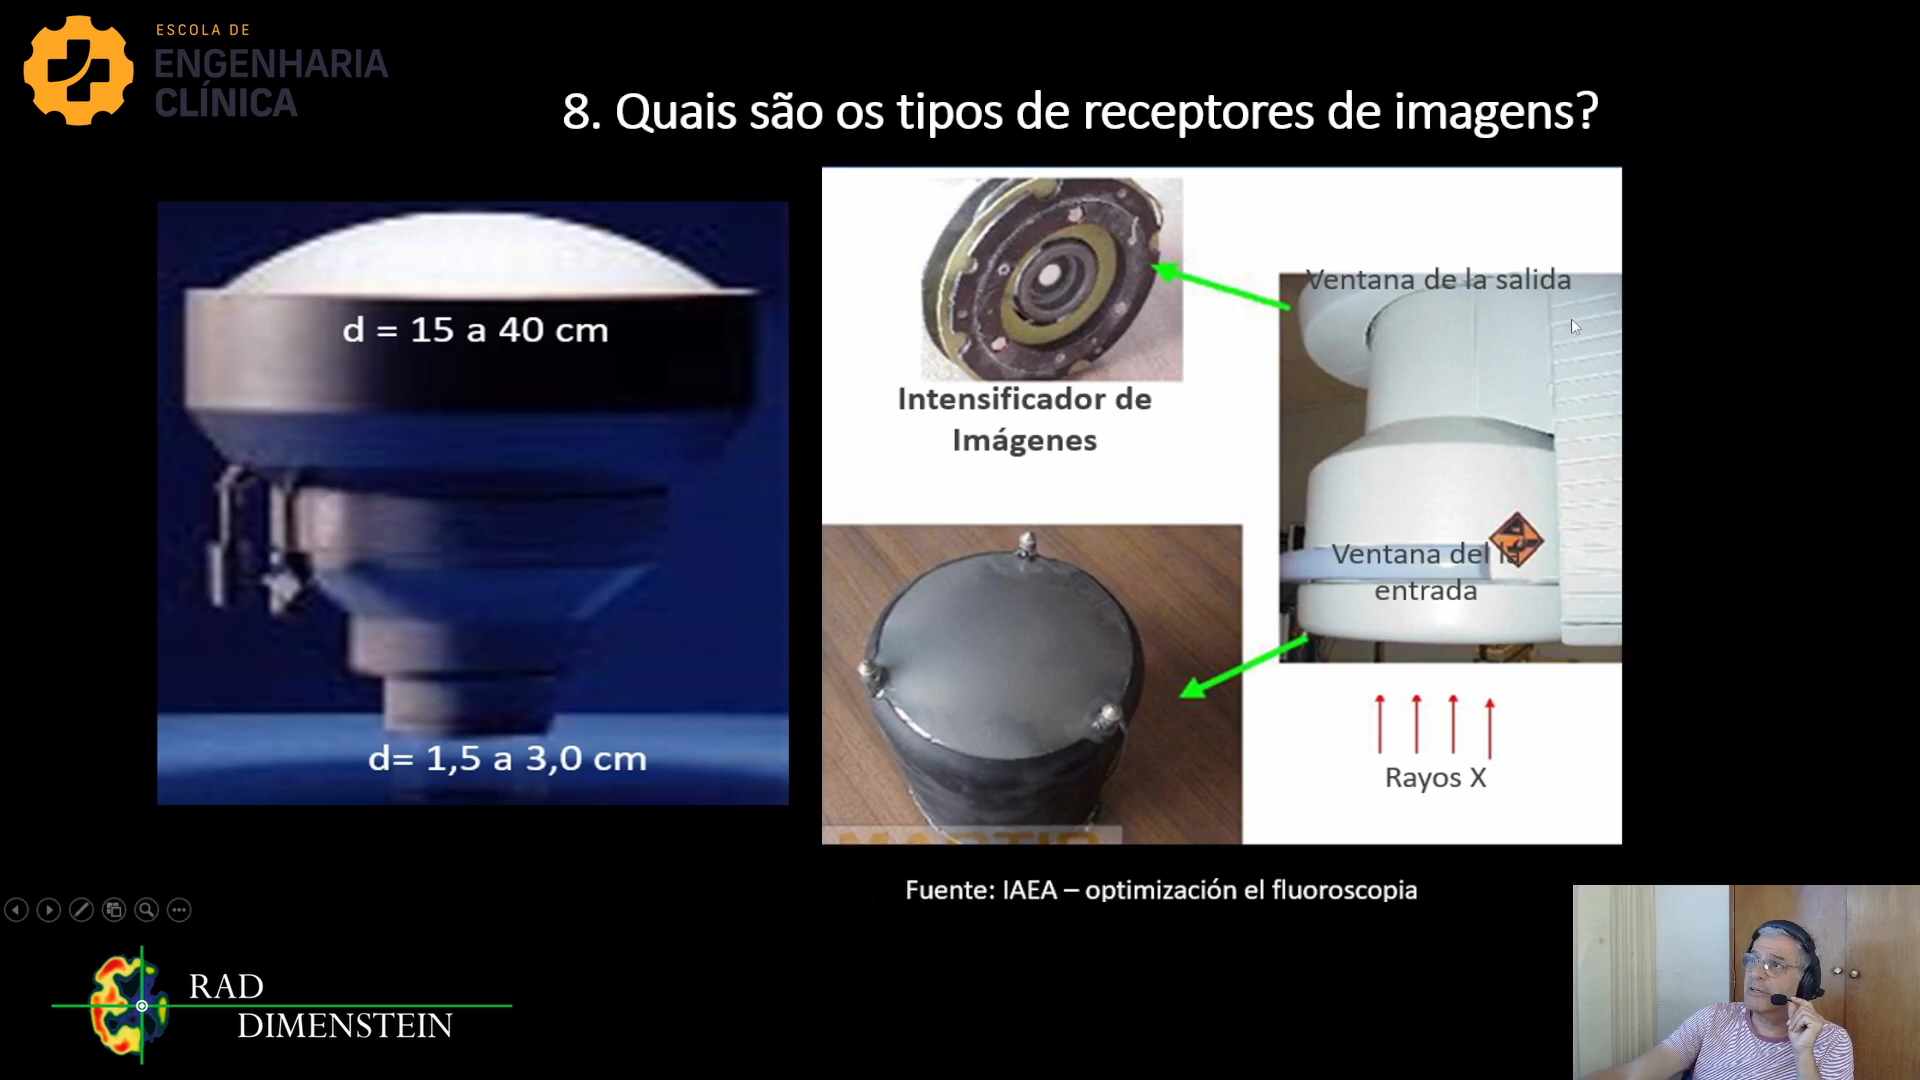 ESCOLA DE
ENGENHARIA
CLÍNICA
8. Quais são os tipos de receptores de imagens?
d = 15 a 40 cm
d= 1,5 a 3,0 cm
Ventana de la salida
Intensificador de
Imágenes
Ventana del la
entrada
Rayos X
Fuente: IAEA – optimización el fluoroscopia
RAD
DIMENSTEIN